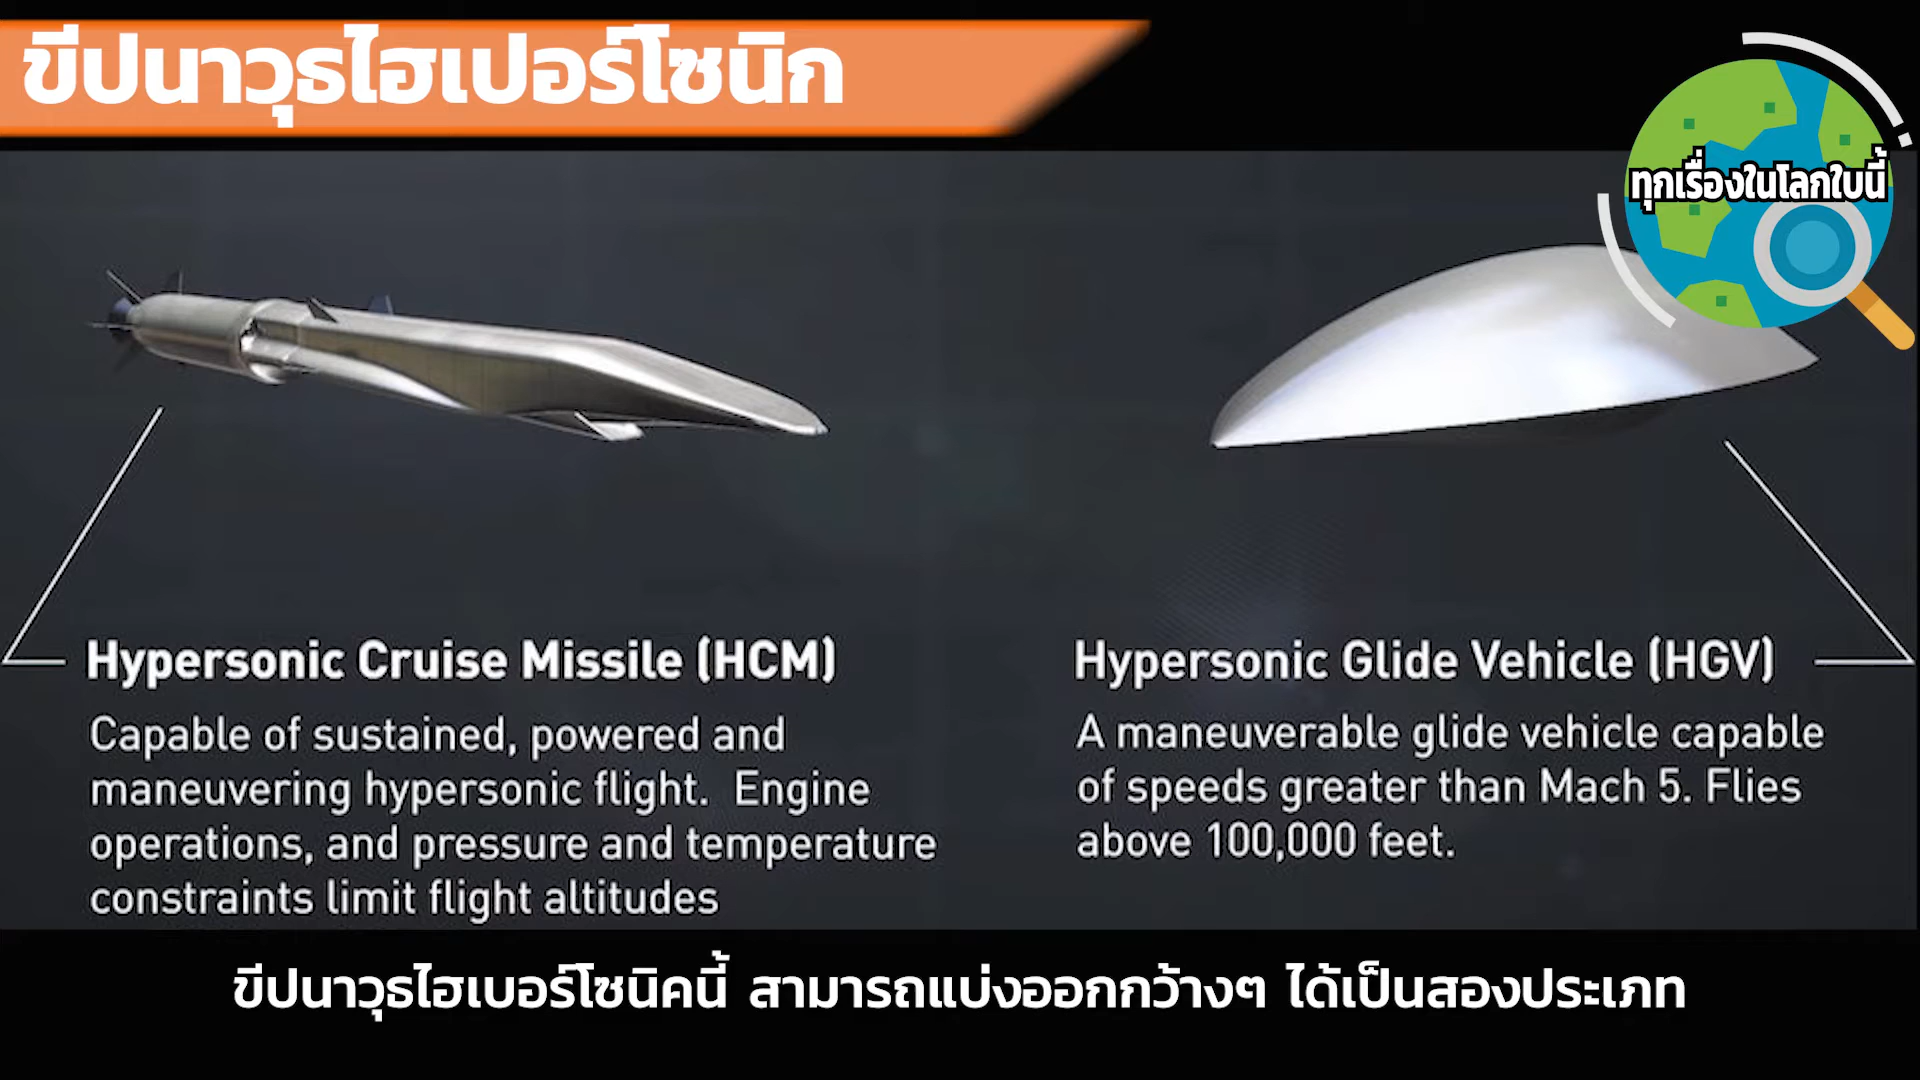 ขีปนาวุธไฮเปอร์โซนิก
ทุกเรื่องในโลกใบนี้
Hypersonic Cruise Missile (HCM)
Capable of sustained, powered and
maneuvering hypersonic flight. Engine
operations, and pressure and temperature
constraints limit flight altitudes
Hypersonic Glide Vehicle (HGV)
A maneuverable glide vehicle capable
of speeds greater than Mach 5. Flies
above 100,000 feet.
ขีปนาวุธไฮเบอร์โซนิคนี้ สามารถแบ่งออกกว้างๆ ได้เป็นสองประเภท